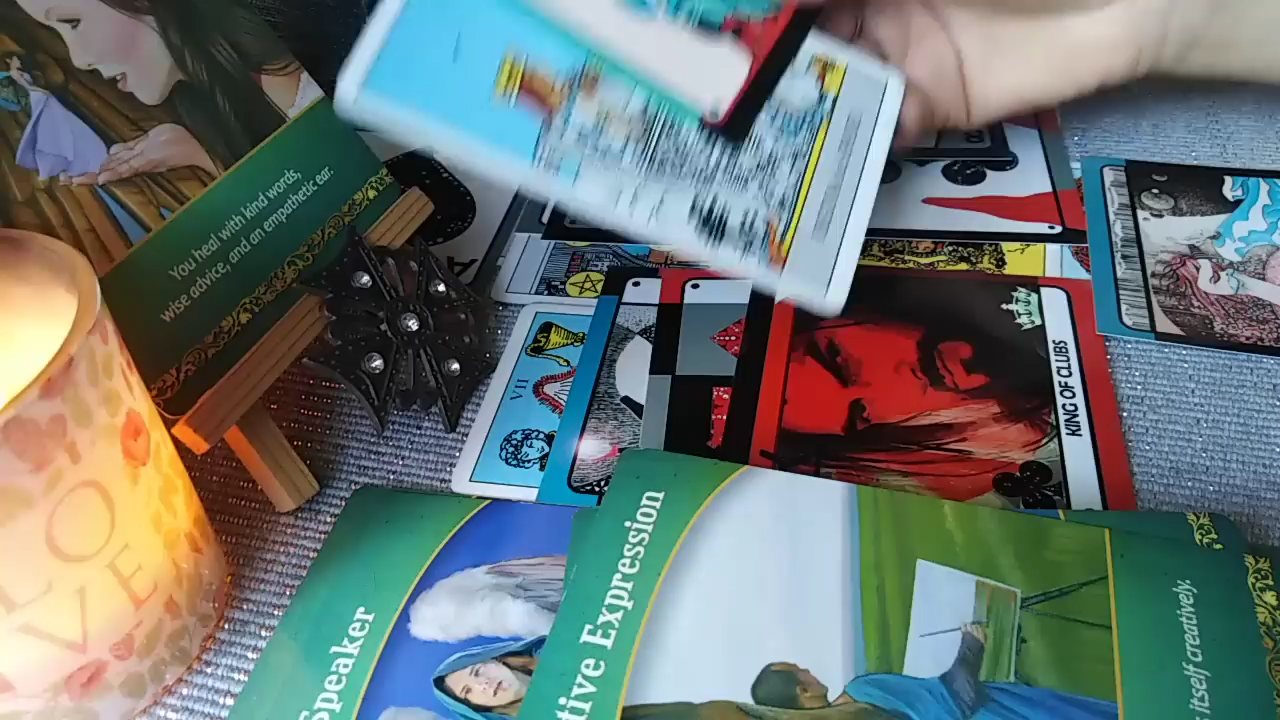 You heal with kind words,
wise advice, and an empathetic ear.
VII
KING OF CLUBS
LOVE
Speaker
tive Expression
itself creatively.
A